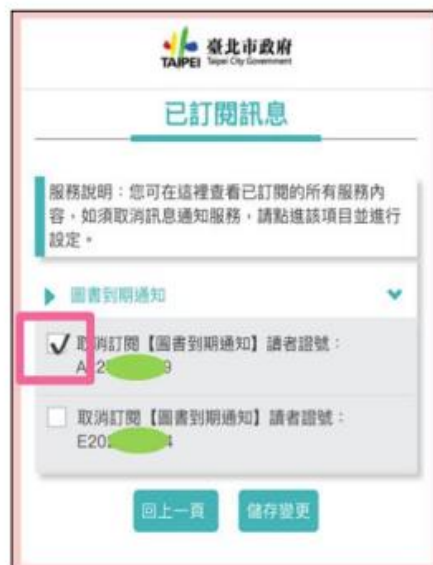 臺北市政府
TAIPEI Taipei City Government
已訂閱訊息
服務說明：您可在這裡查看已訂閱的所有服務內
容，如須取消訊息通知服務，請點進該項目並進行
設定。
圖書到期通知
取消訂閱【圖書到期通知】讀者證號：
A12 9
取消訂閱【圖書到期通知】讀者證號：
E202 4
回上一頁 儲存變更